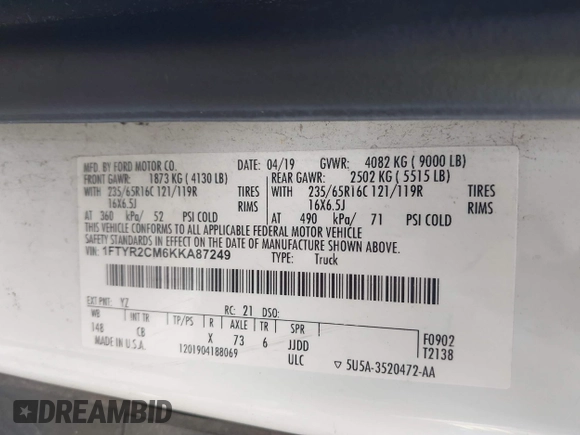 MFD. BY FORD MOTOR CO. 04/19 GVWR: 4082 KG ( 9000 LB)
FRONT GAWR: 1873 KG ( 4130 LB) REAR GAWR: 2502 KG ( 5515 LB)
WITH 235/65R16C 121/119R TIRES WITH 235/65R16C 121/119R TIRES
16X6.5J RIMS 16X6.5J RIMS
AT 360 kPa/ 52 PSI COLD AT 490 kPa/ 71 PSI COLD
THIS VEHICLE CONFORMS TO ALL APPLICABLE FEDERAL MOTOR VEHICLE
SAFETY STANDARD IN EFFECT ON THE DATE OF MANUFACTURE SHOWN ABOVE.
VIN: 1FTYR2CM6KKA87249 TYPE: Truck
EXT PNT: YZ RC: 21 DSO:
WB INT TR TP/PS R AXLE TR SPR F0902
148 CB X 73 6 JJDD T2138
MADE IN U.S.A. 1201904188069 ULC ▽ 5U5A-3520472-AA
DREAMBID